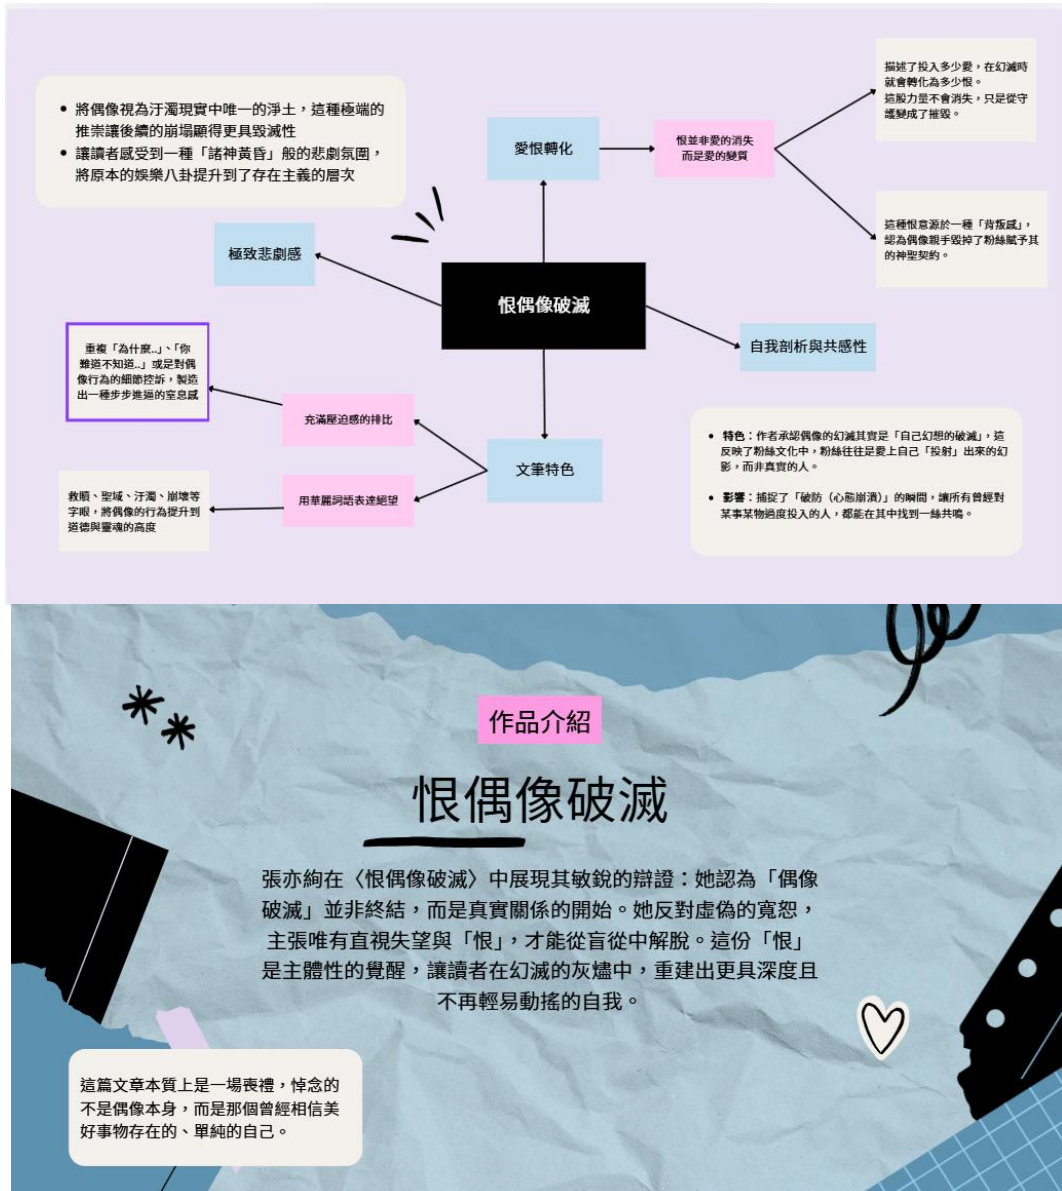 將偶像視為汙濁現實中唯一的淨土，這種極端的
推崇讓後續的崩塌顯得更具毀滅性
讓讀者感受到一種「諸神黃昏」般的悲劇氛圍，
將原本的娛樂八卦提升到了存在主義的層次
愛恨轉化
恨並非愛的消失
而是愛的變質
描述了投入多少愛，在幻滅時
就會轉化為多少恨。
這股力量不會消失，只是從守
護變成了摧毀。
這種恨意源於一種「背叛感」，
認為偶像親手毀掉了粉絲賦予其
的神聖契約。
極致悲劇感
恨偶像破滅
自我剖析與共感性
重複「為什麼..」、「你
難道不知道..」或是對偶
像行為的細節控訴，製造
出一種步步進逼的窒息感
充滿壓迫感的排比
文筆特色
用華麗詞語表達絕望
救贖、聖域、汙濁、崩壞等
字眼，將偶像的行為提升到
道德與靈魂的高度
特色：作者承認偶像的幻滅其實是「自己幻想的破滅」，這
反映了粉絲文化中，粉絲往往是愛上自己「投射」出來的幻
影，而非真實的人。
影響：捕捉了「破防（心態崩潰）」的瞬間，讓所有曾經對
某事某物過度投入的人，都能在其中找到一絲共鳴。
作品介紹
恨偶像破滅
張亦絢在〈恨偶像破滅〉中展現其敏銳的辯證：她認為「偶像
破滅」並非終結，而是真實關係的開始。她反對虛偽的寬恕，
主張唯有直視失望與「恨」，才能從盲從中解脫。這份「恨」
是主體性的覺醒，讓讀者在幻滅的灰燼中，重建出更具深度且
不再輕易動搖的自我。
這篇文章本質上是一場喪禮，悼念的
不是偶像本身，而是那個曾經相信美
好事物存在的、單純的自己。